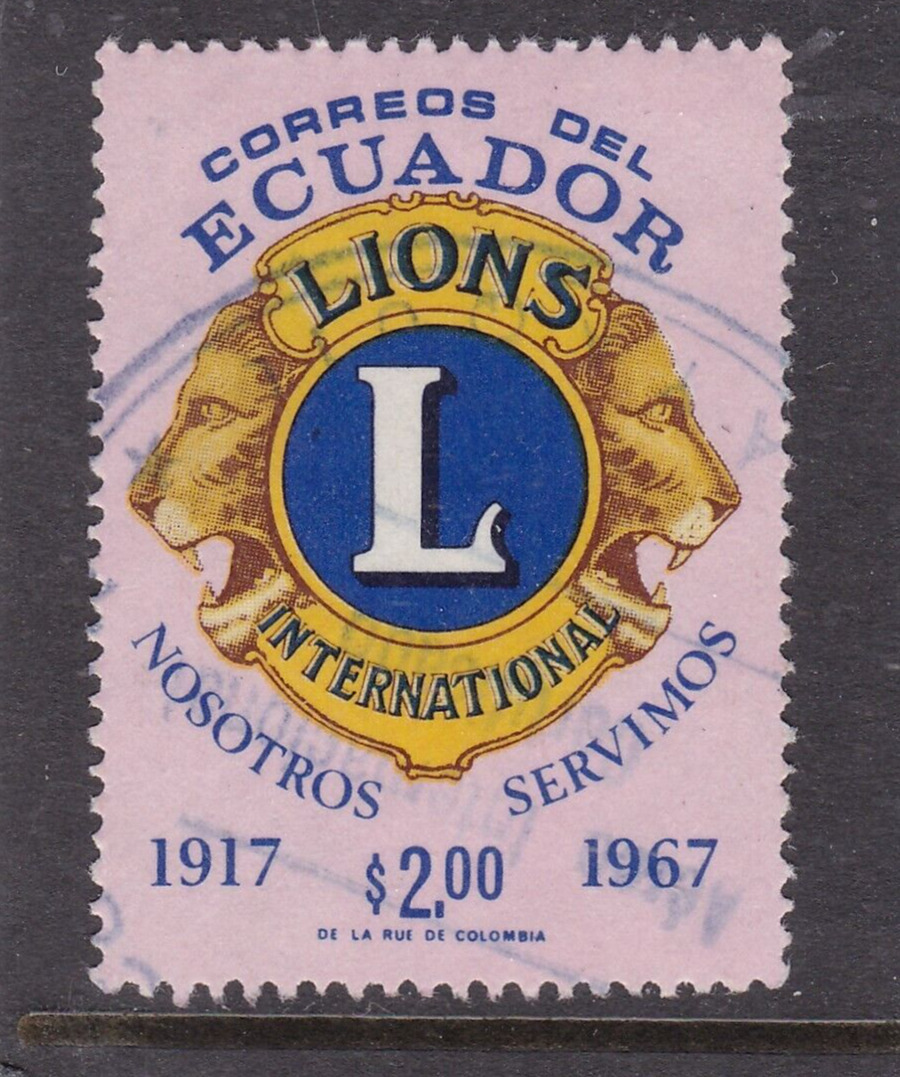 CORREOS DEL
ECUADOR
LIONS
L
INTERNATIONAL
NOSOTROS SERVIMOS
1917 $2.00 1967
DE LA RUE DE COLOMBIA